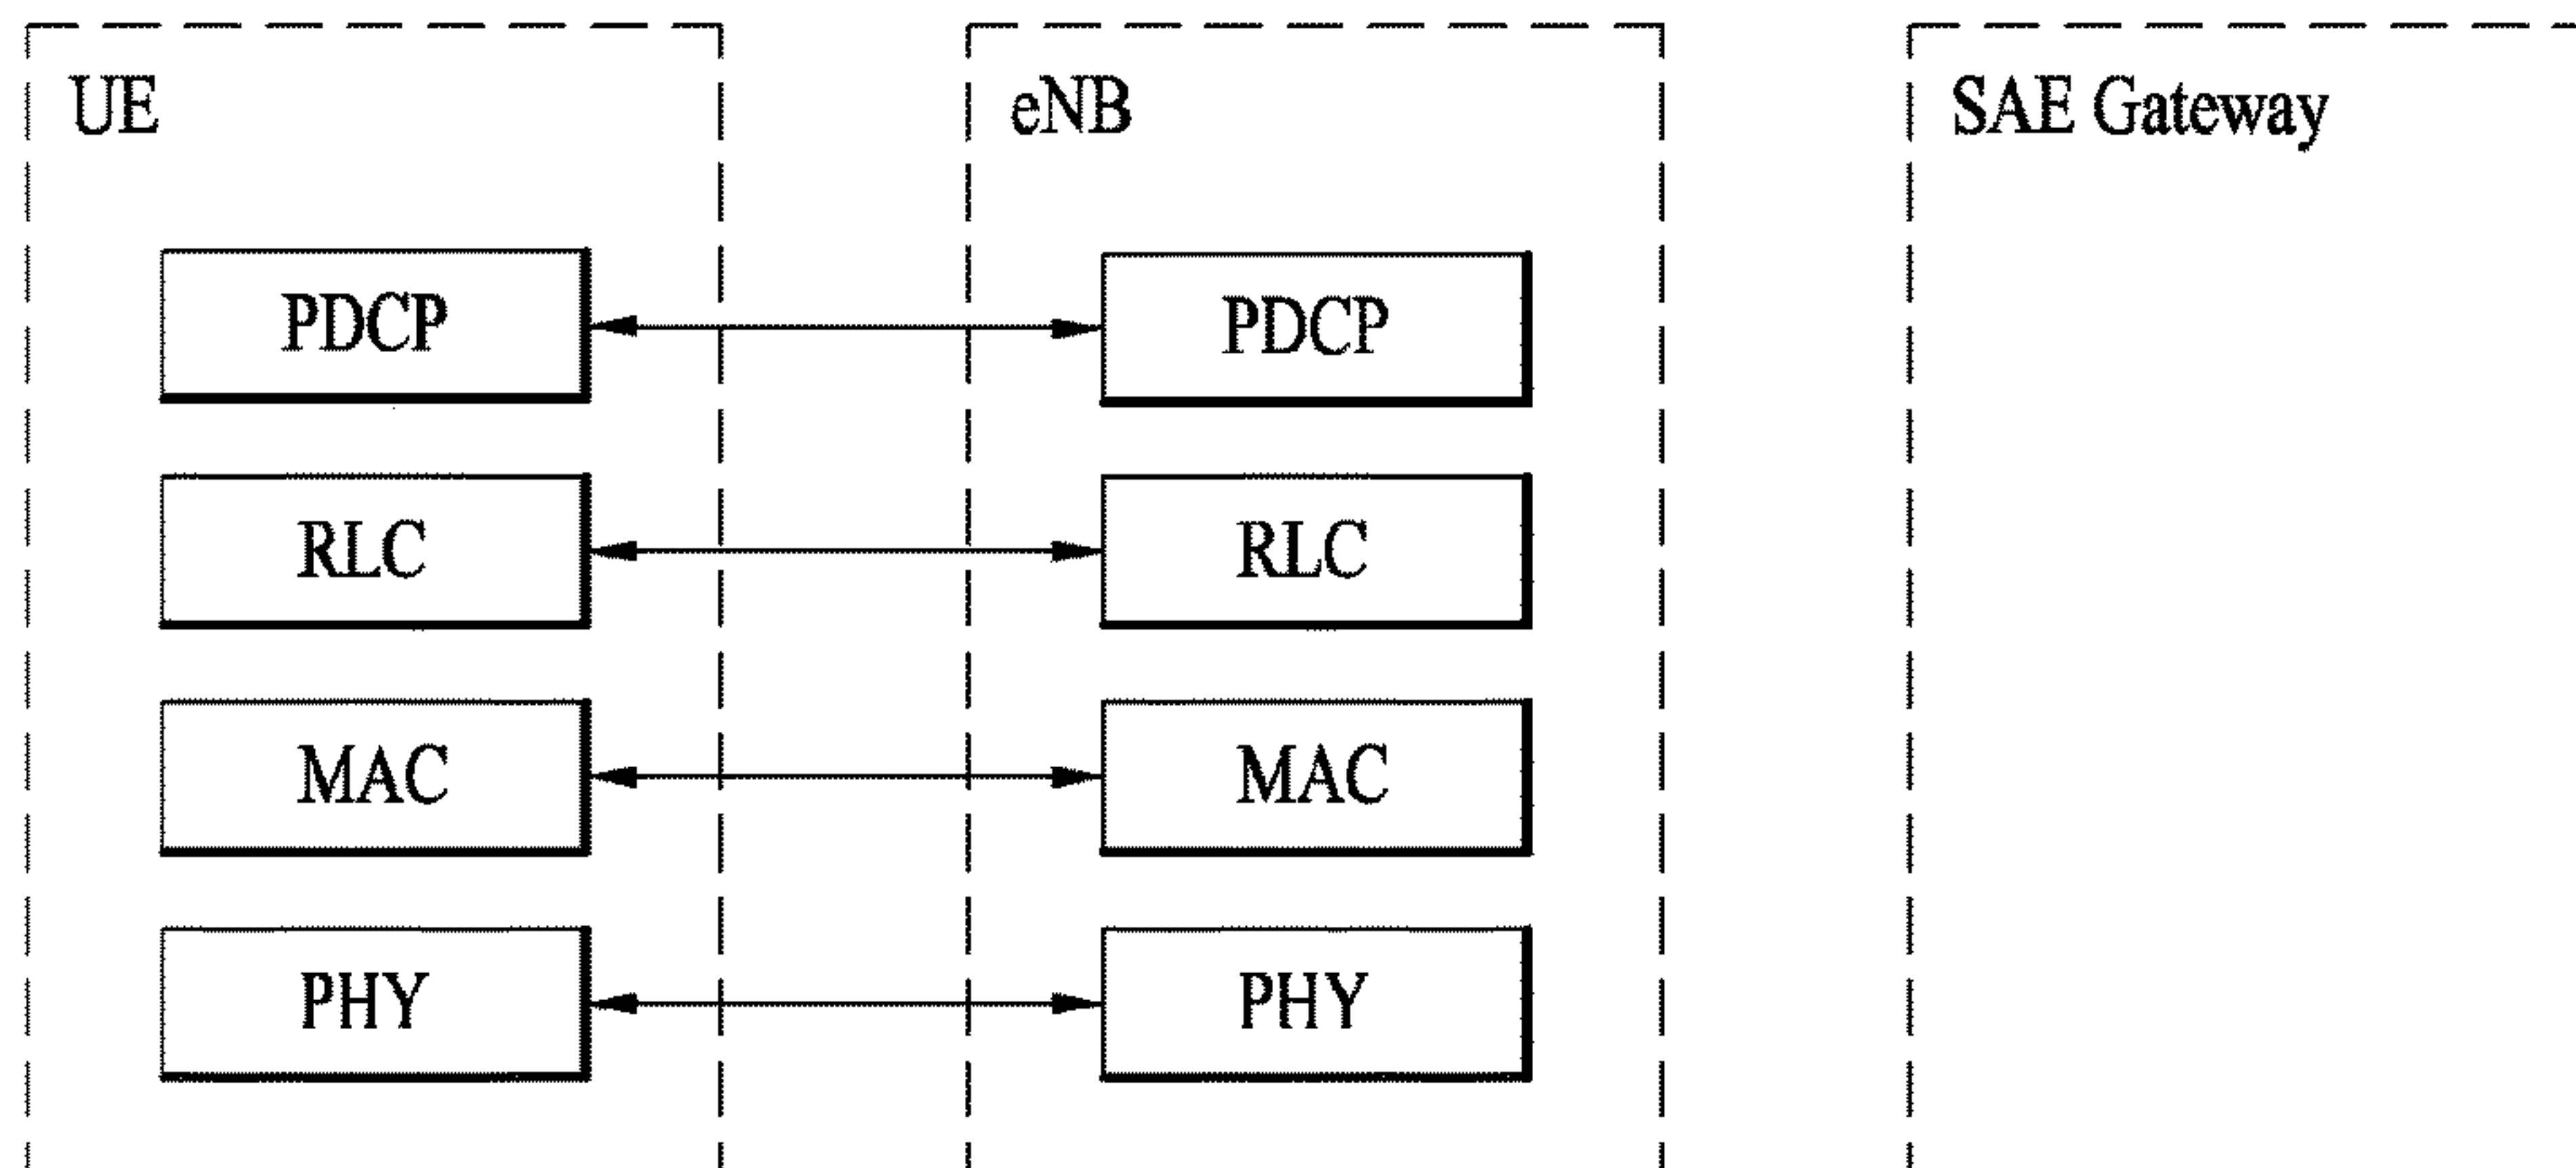 UE
eNB
SAE Gateway
PDCP
PDCP
RLC
RLC
MAC
MAC
PHY
PHY